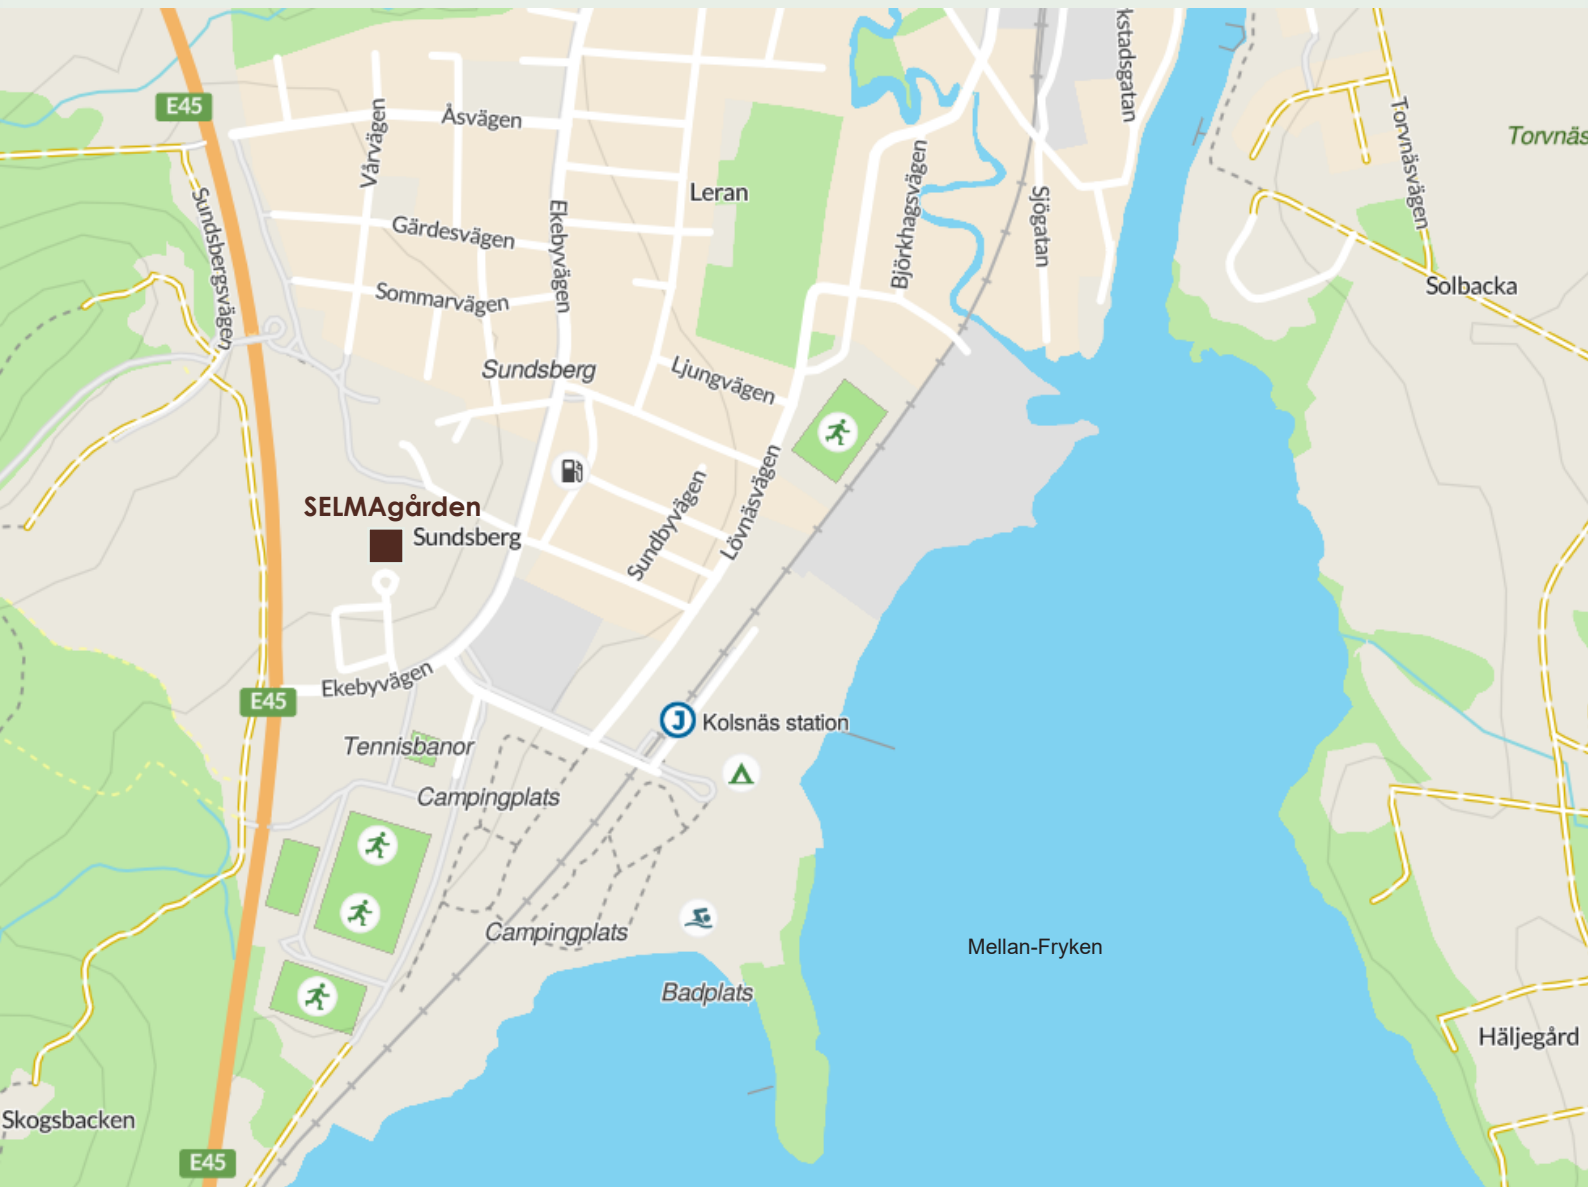 kstadsgatan
E45
Åsvägen
Vårvägen
Torvnäsvägen
Torvnäs
Leran
Björkhagsvägen
Sundsbergsvägen
Gärdesvägen
Ekebyvägen
Sjögatan
Sommarvägen
Solbacka
Sundsberg
Ljungvägen
Lövnäsvägen
Sundbyvägen
SELMAgården
Sundsberg
Ekebyvägen
E45
J Kolsnäs station
Tennisbanor
Campingplats
Campingplats
Mellan-Fryken
Badplats
Häljegård
Skogsbacken
E45